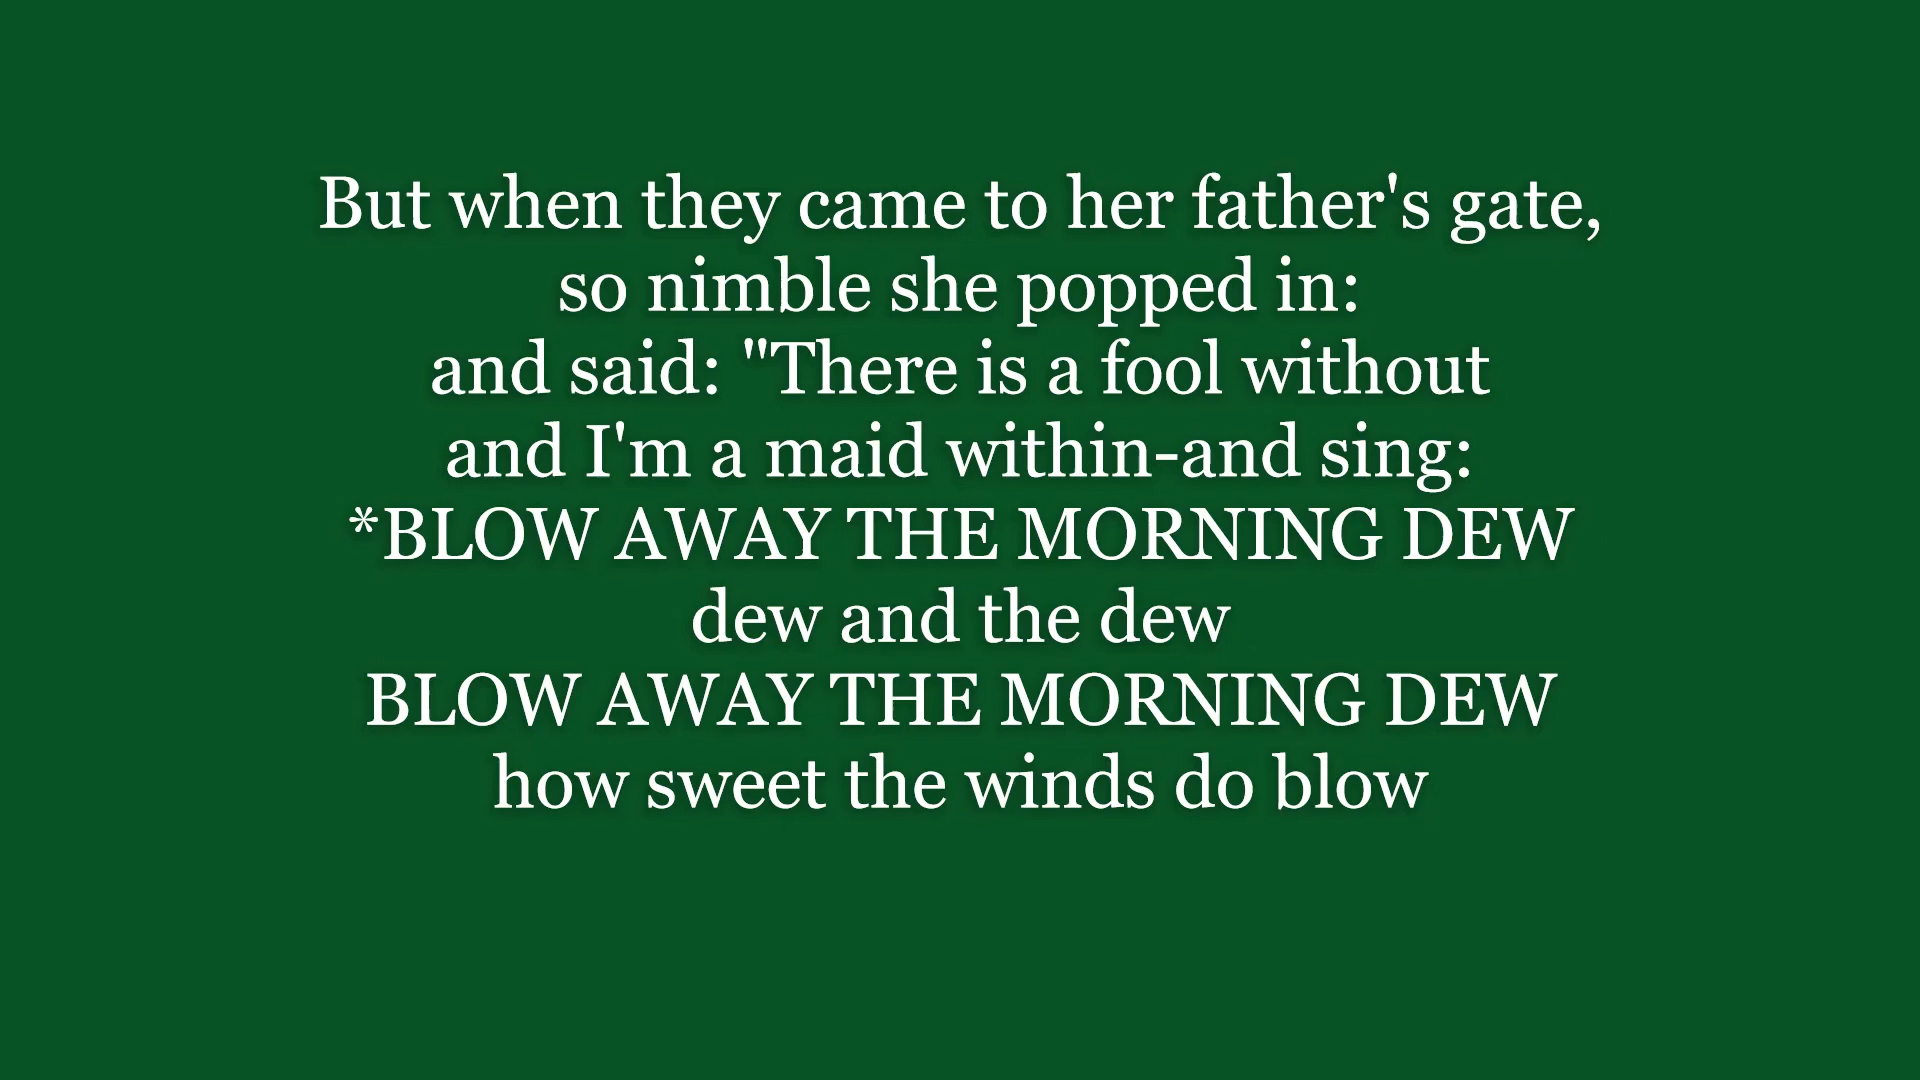 But when they came to her father's gate,
so nimble she popped in:
and said: "There is a fool without
and I'm a maid within-and sing:
*BLOW AWAY THE MORNING DEW
dew and the dew
BLOW AWAY THE MORNING DEW
how sweet the winds do blow